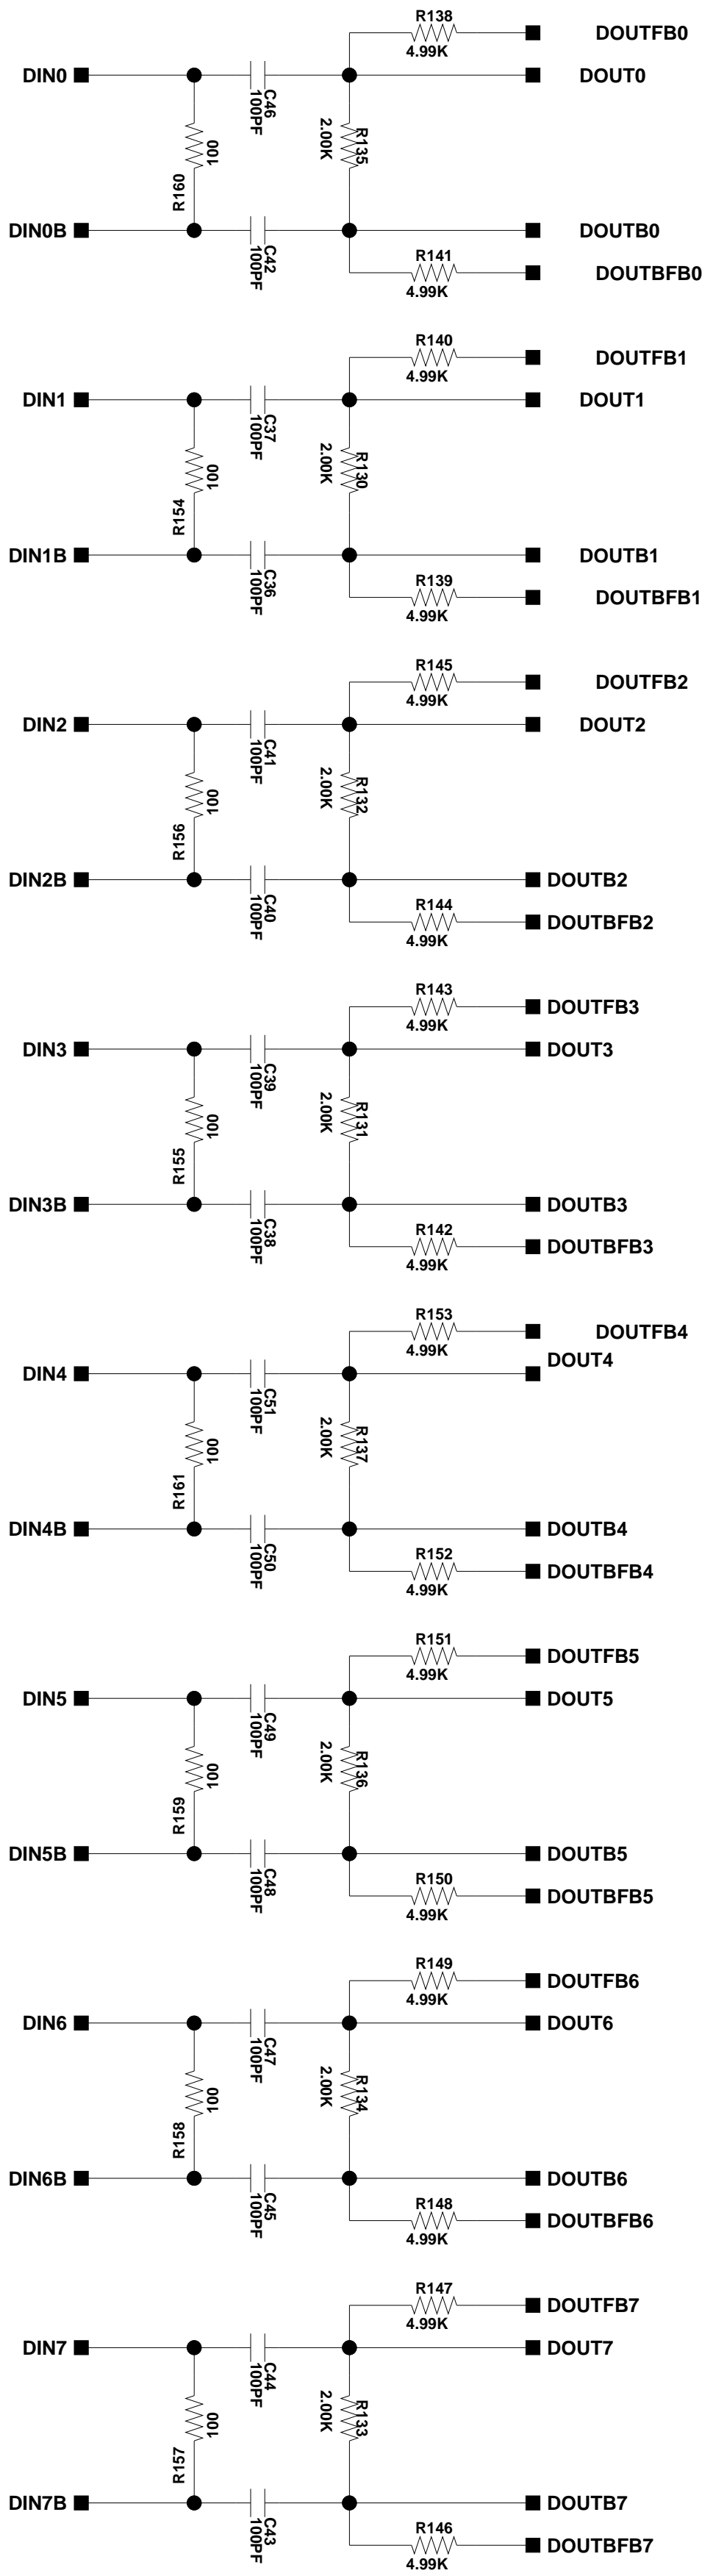 R138
DOUTFB0
4.99K
DIN0
DOUT0
C46
100PF
R135
2.00K
100
R160
DIN0B
DOUTB0
C42
100PF
R141
DOUTBFB0
4.99K
R140
DOUTFB1
4.99K
DIN1
DOUT1
C37
100PF
R130
2.00K
100
R154
DIN1B
DOUTB1
C36
100PF
R139
DOUTBFB1
4.99K
R145
DOUTFB2
4.99K
DIN2
DOUT2
C41
100PF
R132
2.00K
100
R156
DIN2B
DOUTB2
C40
100PF
R144
DOUTBFB2
4.99K
R143
DOUTFB3
4.99K
DIN3
DOUT3
C39
100PF
R131
2.00K
100
R155
DIN3B
DOUTB3
C38
100PF
R142
DOUTBFB3
4.99K
R153
DOUTFB4
4.99K
DIN4
DOUT4
C51
100PF
R137
2.00K
100
R161
DIN4B
DOUTB4
C50
100PF
R152
DOUTBFB4
4.99K
R151
DOUTFB5
4.99K
DIN5
DOUT5
C49
100PF
R136
2.00K
100
R159
DIN5B
DOUTB5
C48
100PF
R150
DOUTBFB5
4.99K
R149
DOUTFB6
4.99K
DIN6
DOUT6
C47
100PF
R134
2.00K
100
R158
DIN6B
DOUTB6
C45
100PF
R148
DOUTBFB6
4.99K
R147
DOUTFB7
4.99K
DIN7
DOUT7
C44
100PF
R133
2.00K
100
R157
DIN7B
DOUTB7
C43
100PF
R146
DOUTBFB7
4.99K